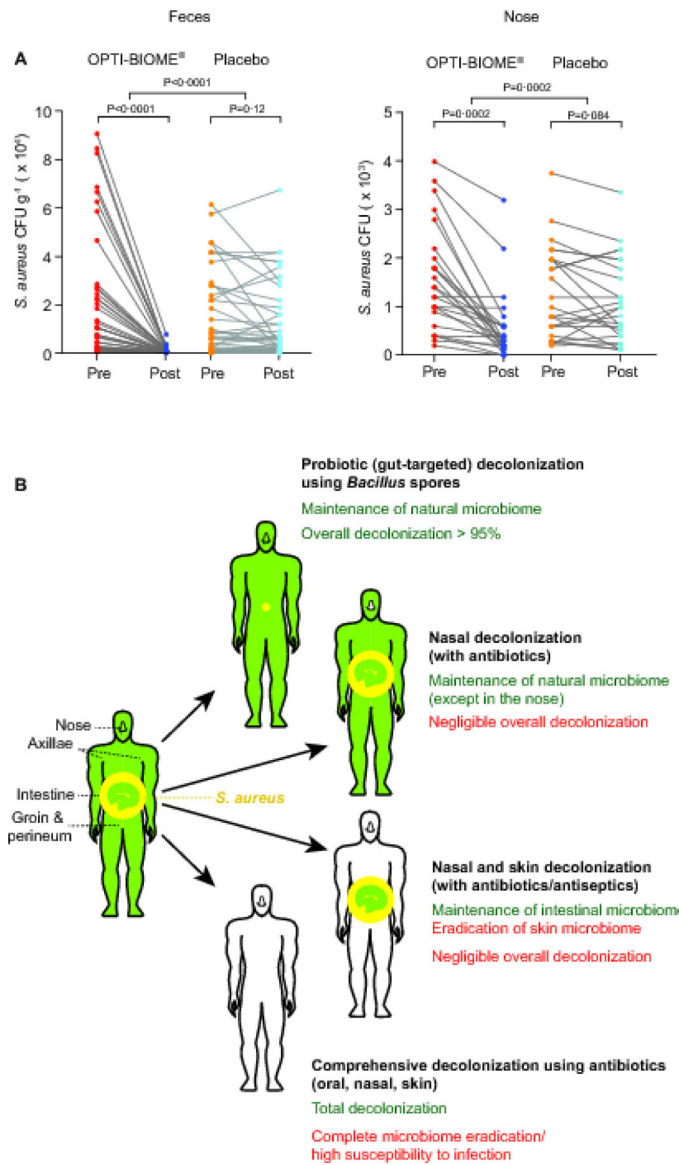 Feces
Nose
A
OPTI-BIOME® Placebo
P<0·0001
P<0·0001
P=0·12
10
8
6
4
2
0
S. aureus CFU g⁻¹ ( x 10⁶)
Pre Post Pre Post
OPTI-BIOME® Placebo
P=0·0002
P=0·0002
P=0·084
5
4
3
2
1
0
S. aureus CFU ( x 10³)
Pre Post Pre Post
B
Probiotic (gut-targeted) decolonization
using Bacillus spores
Maintenance of natural microbiome
Overall decolonization > 95%
Nasal decolonization
(with antibiotics)
Maintenance of natural microbiome
(except in the nose)
Negligible overall decolonization
Nose
Axillae
Intestine
Groin &
perineum
S. aureus
Nasal and skin decolonization
(with antibiotics/antiseptics)
Maintenance of intestinal microbiome
Eradication of skin microbiome
Negligible overall decolonization
Comprehensive decolonization using antibiotics
(oral, nasal, skin)
Total decolonization
Complete microbiome eradication/
high susceptibility to infection